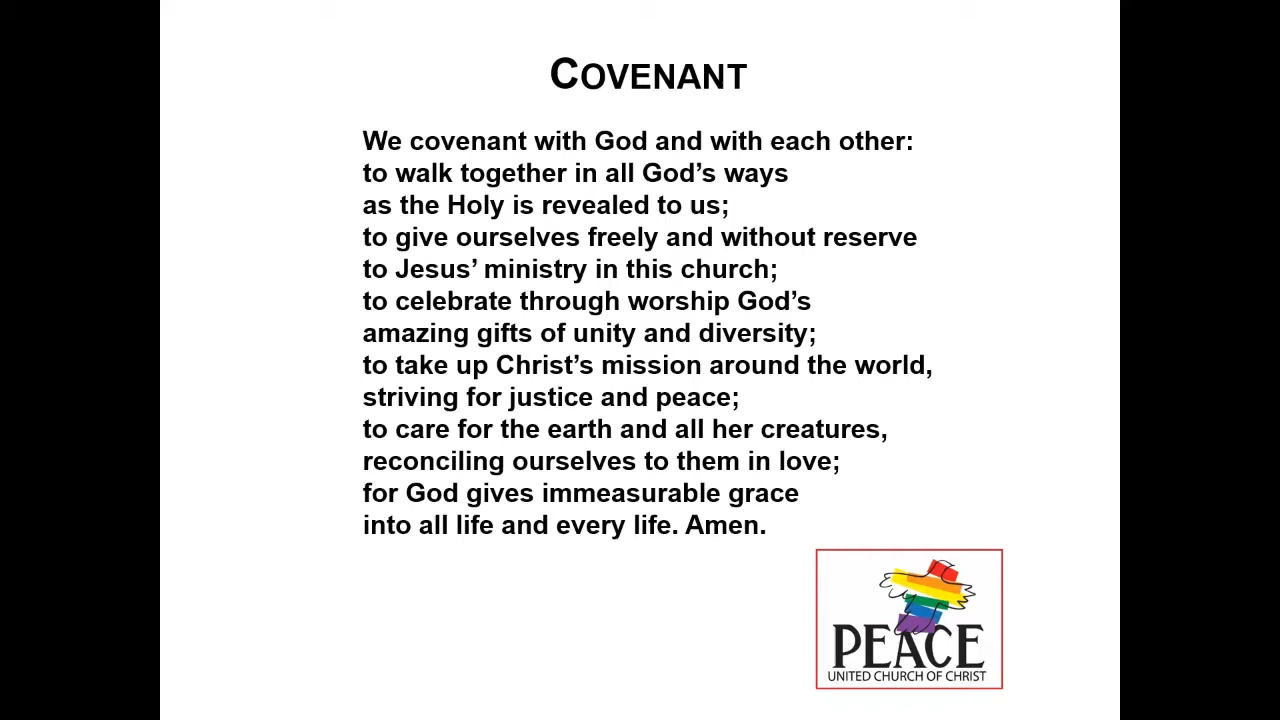 COVENANT
We covenant with God and with each other:
to walk together in all God’s ways
as the Holy is revealed to us;
to give ourselves freely and without reserve
to Jesus’ ministry in this church;
to celebrate through worship God’s
amazing gifts of unity and diversity;
to take up Christ’s mission around the world,
striving for justice and peace;
to care for the earth and all her creatures,
reconciling ourselves to them in love;
for God gives immeasurable grace
into all life and every life. Amen.
PEACE
UNITED CHURCH OF CHRIST